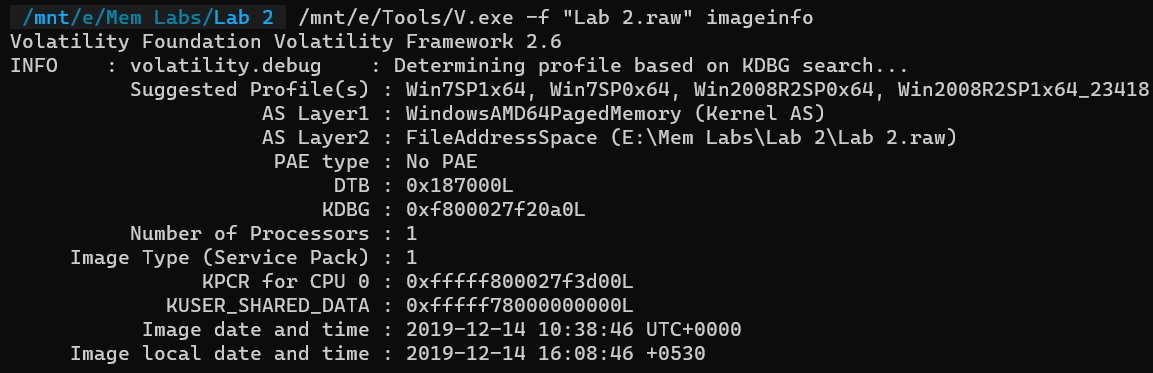 /mnt/e/Mem Labs/Lab 2 /mnt/e/Tools/V.exe -f "Lab 2.raw" imageinfo
Volatility Foundation Volatility Framework 2.6
INFO    : volatility.debug    : Determining profile based on KDBG search...
Suggested Profile(s) : Win7SP1x64, Win7SP0x64, Win2008R2SP0x64, Win2008R2SP1x64_23418
AS Layer1 : WindowsAMD64PagedMemory (Kernel AS)
AS Layer2 : FileAddressSpace (E:\Mem Labs\Lab 2\Lab 2.raw)
PAE type : No PAE
DTB : 0x187000L
KDBG : 0xf800027f20a0L
Number of Processors : 1
Image Type (Service Pack) : 1
KPCR for CPU 0 : 0xfffff800027f3d00L
KUSER_SHARED_DATA : 0xfffff78000000000L
Image date and time : 2019-12-14 10:38:46 UTC+0000
Image local date and time : 2019-12-14 16:08:46 +0530